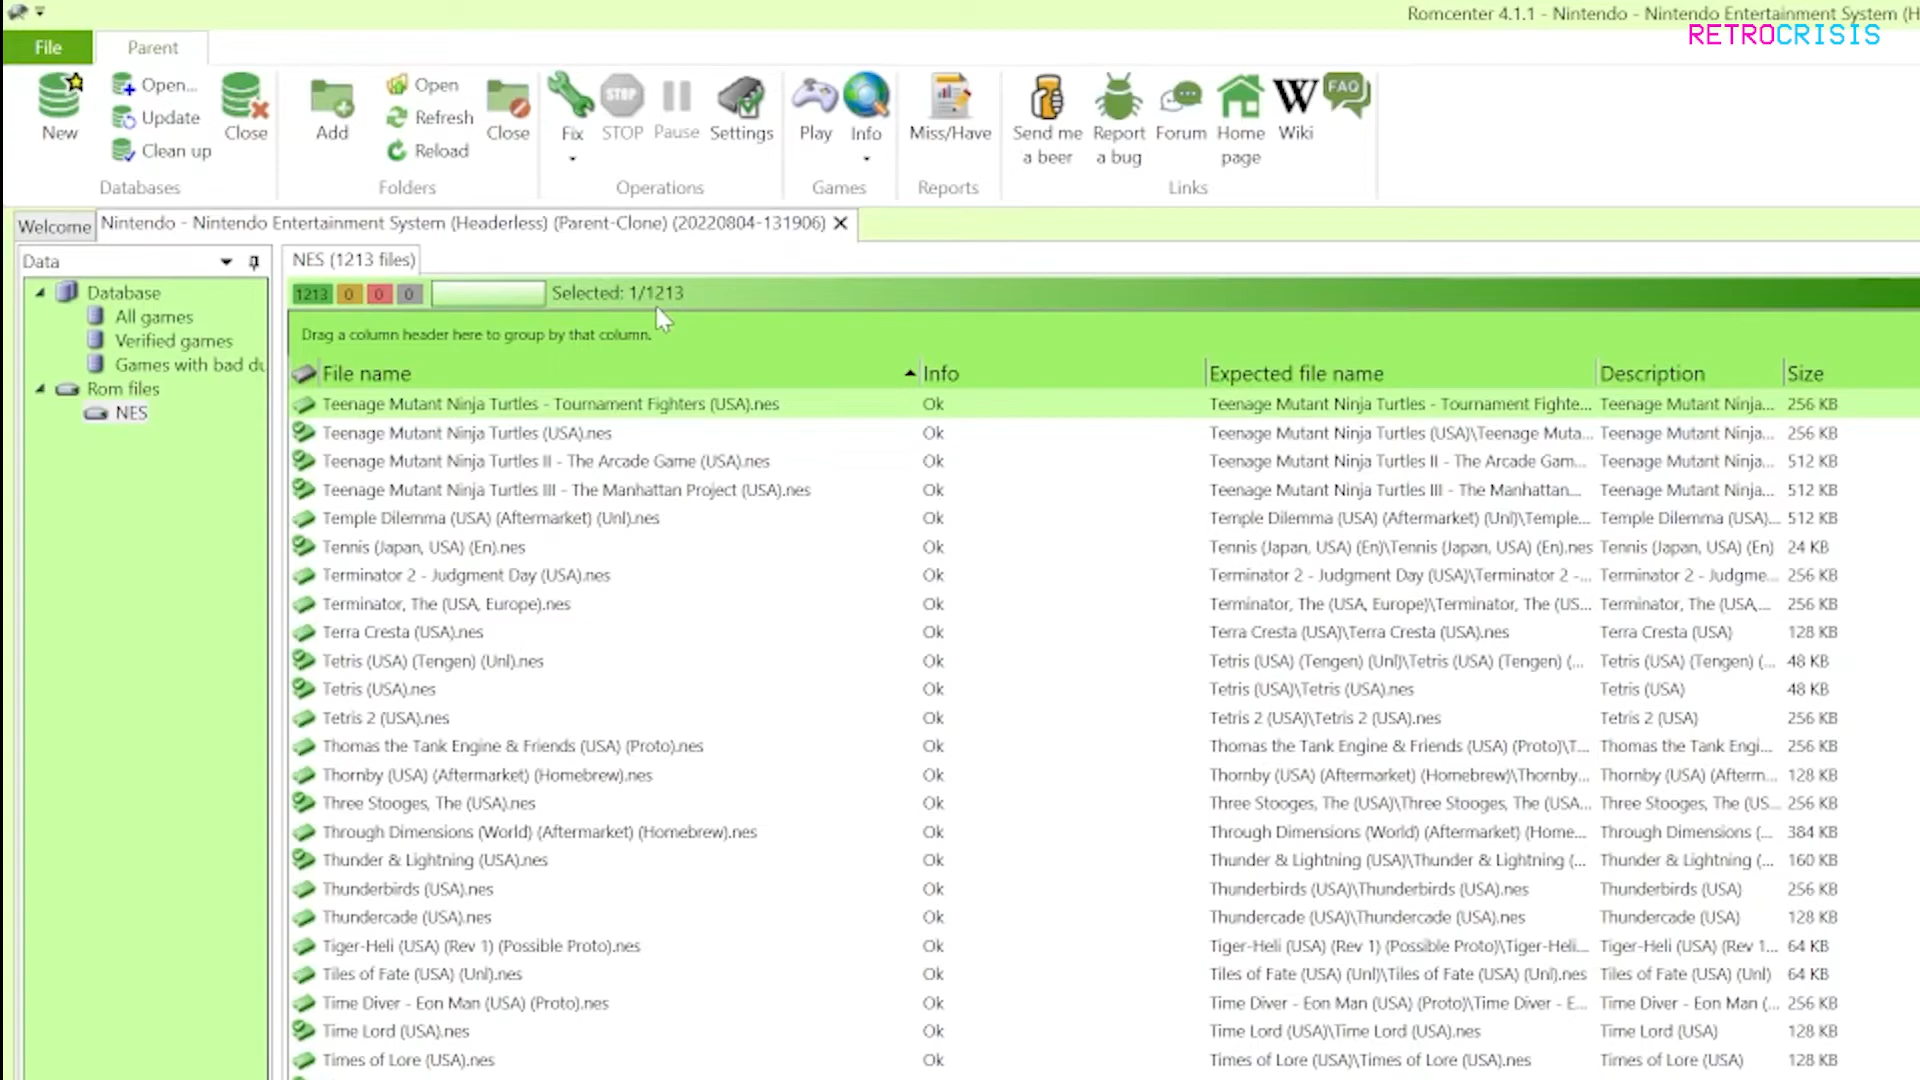 Romcenter 4.1.1 - Nintendo - Nintendo Entertainment System (H
RETROCRISIS
File
Parent
New
Open...
Update
Clean up
Close
Databases
Add
Open
Refresh
Reload
Close
Folders
Fix
STOP
STOP
Pause
Settings
Operations
Play
Info
Games
Miss/Have
Reports
Send me
a beer
Report
a bug
Forum
Home
page
W
Wiki
FAQ
Links
Welcome
Nintendo - Nintendo Entertainment System (Headerless) (Parent-Clone) (20220804-131906)
Data
Database
All games
Verified games
Games with bad du
Rom files
NES
NES (1213 files)
1213 0 0 0 Selected: 1/1213
Drag a column header here to group by that column.
File name Info Expected file name Description Size
Teenage Mutant Ninja Turtles - Tournament Fighters (USA).nes Ok Teenage Mutant Ninja Turtles - Tournament Fighte... Teenage Mutant Ninja... 256 KB
Teenage Mutant Ninja Turtles (USA).nes Ok Teenage Mutant Ninja Turtles (USA)\Teenage Muta... Teenage Mutant Ninja... 256 KB
Teenage Mutant Ninja Turtles II - The Arcade Game (USA).nes Ok Teenage Mutant Ninja Turtles II - The Arcade Gam... Teenage Mutant Ninja... 512 KB
Teenage Mutant Ninja Turtles III - The Manhattan Project (USA).nes Ok Teenage Mutant Ninja Turtles III - The Manhattan... Teenage Mutant Ninja... 512 KB
Temple Dilemma (USA) (Aftermarket) (Unl).nes Ok Temple Dilemma (USA) (Aftermarket) (Unl)\Temple... Temple Dilemma (USA)... 512 KB
Tennis (Japan, USA) (En).nes Ok Tennis (Japan, USA) (En)\Tennis (Japan, USA) (En).nes Tennis (Japan, USA) (En) 24 KB
Terminator 2 - Judgment Day (USA).nes Ok Terminator 2 - Judgment Day (USA)\Terminator 2 -... Terminator 2 - Judgme... 256 KB
Terminator, The (USA, Europe).nes Ok Terminator, The (USA, Europe)\Terminator, The (US... Terminator, The (USA,... 256 KB
Terra Cresta (USA).nes Ok Terra Cresta (USA)\Terra Cresta (USA).nes Terra Cresta (USA) 128 KB
Tetris (USA) (Tengen) (Unl).nes Ok Tetris (USA) (Tengen) (Unl)\Tetris (USA) (Tengen) (... Tetris (USA) (Tengen) (... 48 KB
Tetris (USA).nes Ok Tetris (USA)\Tetris (USA).nes Tetris (USA) 48 KB
Tetris 2 (USA).nes Ok Tetris 2 (USA)\Tetris 2 (USA).nes Tetris 2 (USA) 256 KB
Thomas the Tank Engine & Friends (USA) (Proto).nes Ok Thomas the Tank Engine & Friends (USA) (Proto)\T... Thomas the Tank Engi... 256 KB
Thornby (USA) (Aftermarket) (Homebrew).nes Ok Thornby (USA) (Aftermarket) (Homebrew)\Thornby... Thornby (USA) (Afterm... 128 KB
Three Stooges, The (USA).nes Ok Three Stooges, The (USA)\Three Stooges, The (USA... Three Stooges, The (US... 256 KB
Through Dimensions (World) (Aftermarket) (Homebrew).nes Ok Through Dimensions (World) (Aftermarket) (Home... Through Dimensions (... 384 KB
Thunder & Lightning (USA).nes Ok Thunder & Lightning (USA)\Thunder & Lightning (... Thunder & Lightning (... 160 KB
Thunderbirds (USA).nes Ok Thunderbirds (USA)\Thunderbirds (USA).nes Thunderbirds (USA) 256 KB
Thundercade (USA).nes Ok Thundercade (USA)\Thundercade (USA).nes Thundercade (USA) 128 KB
Tiger-Heli (USA) (Rev 1) (Possible Proto).nes Ok Tiger-Heli (USA) (Rev 1) (Possible Proto)\Tiger-Heli... Tiger-Heli (USA) (Rev 1... 64 KB
Tiles of Fate (USA) (Unl).nes Ok Tiles of Fate (USA) (Unl)\Tiles of Fate (USA) (Unl).nes Tiles of Fate (USA) (Unl) 64 KB
Time Diver - Eon Man (USA) (Proto).nes Ok Time Diver - Eon Man (USA) (Proto)\Time Diver - E... Time Diver - Eon Man (... 256 KB
Time Lord (USA).nes Ok Time Lord (USA)\Time Lord (USA).nes Time Lord (USA) 128 KB
Times of Lore (USA).nes Ok Times of Lore (USA)\Times of Lore (USA).nes Times of Lore (USA) 128 KB